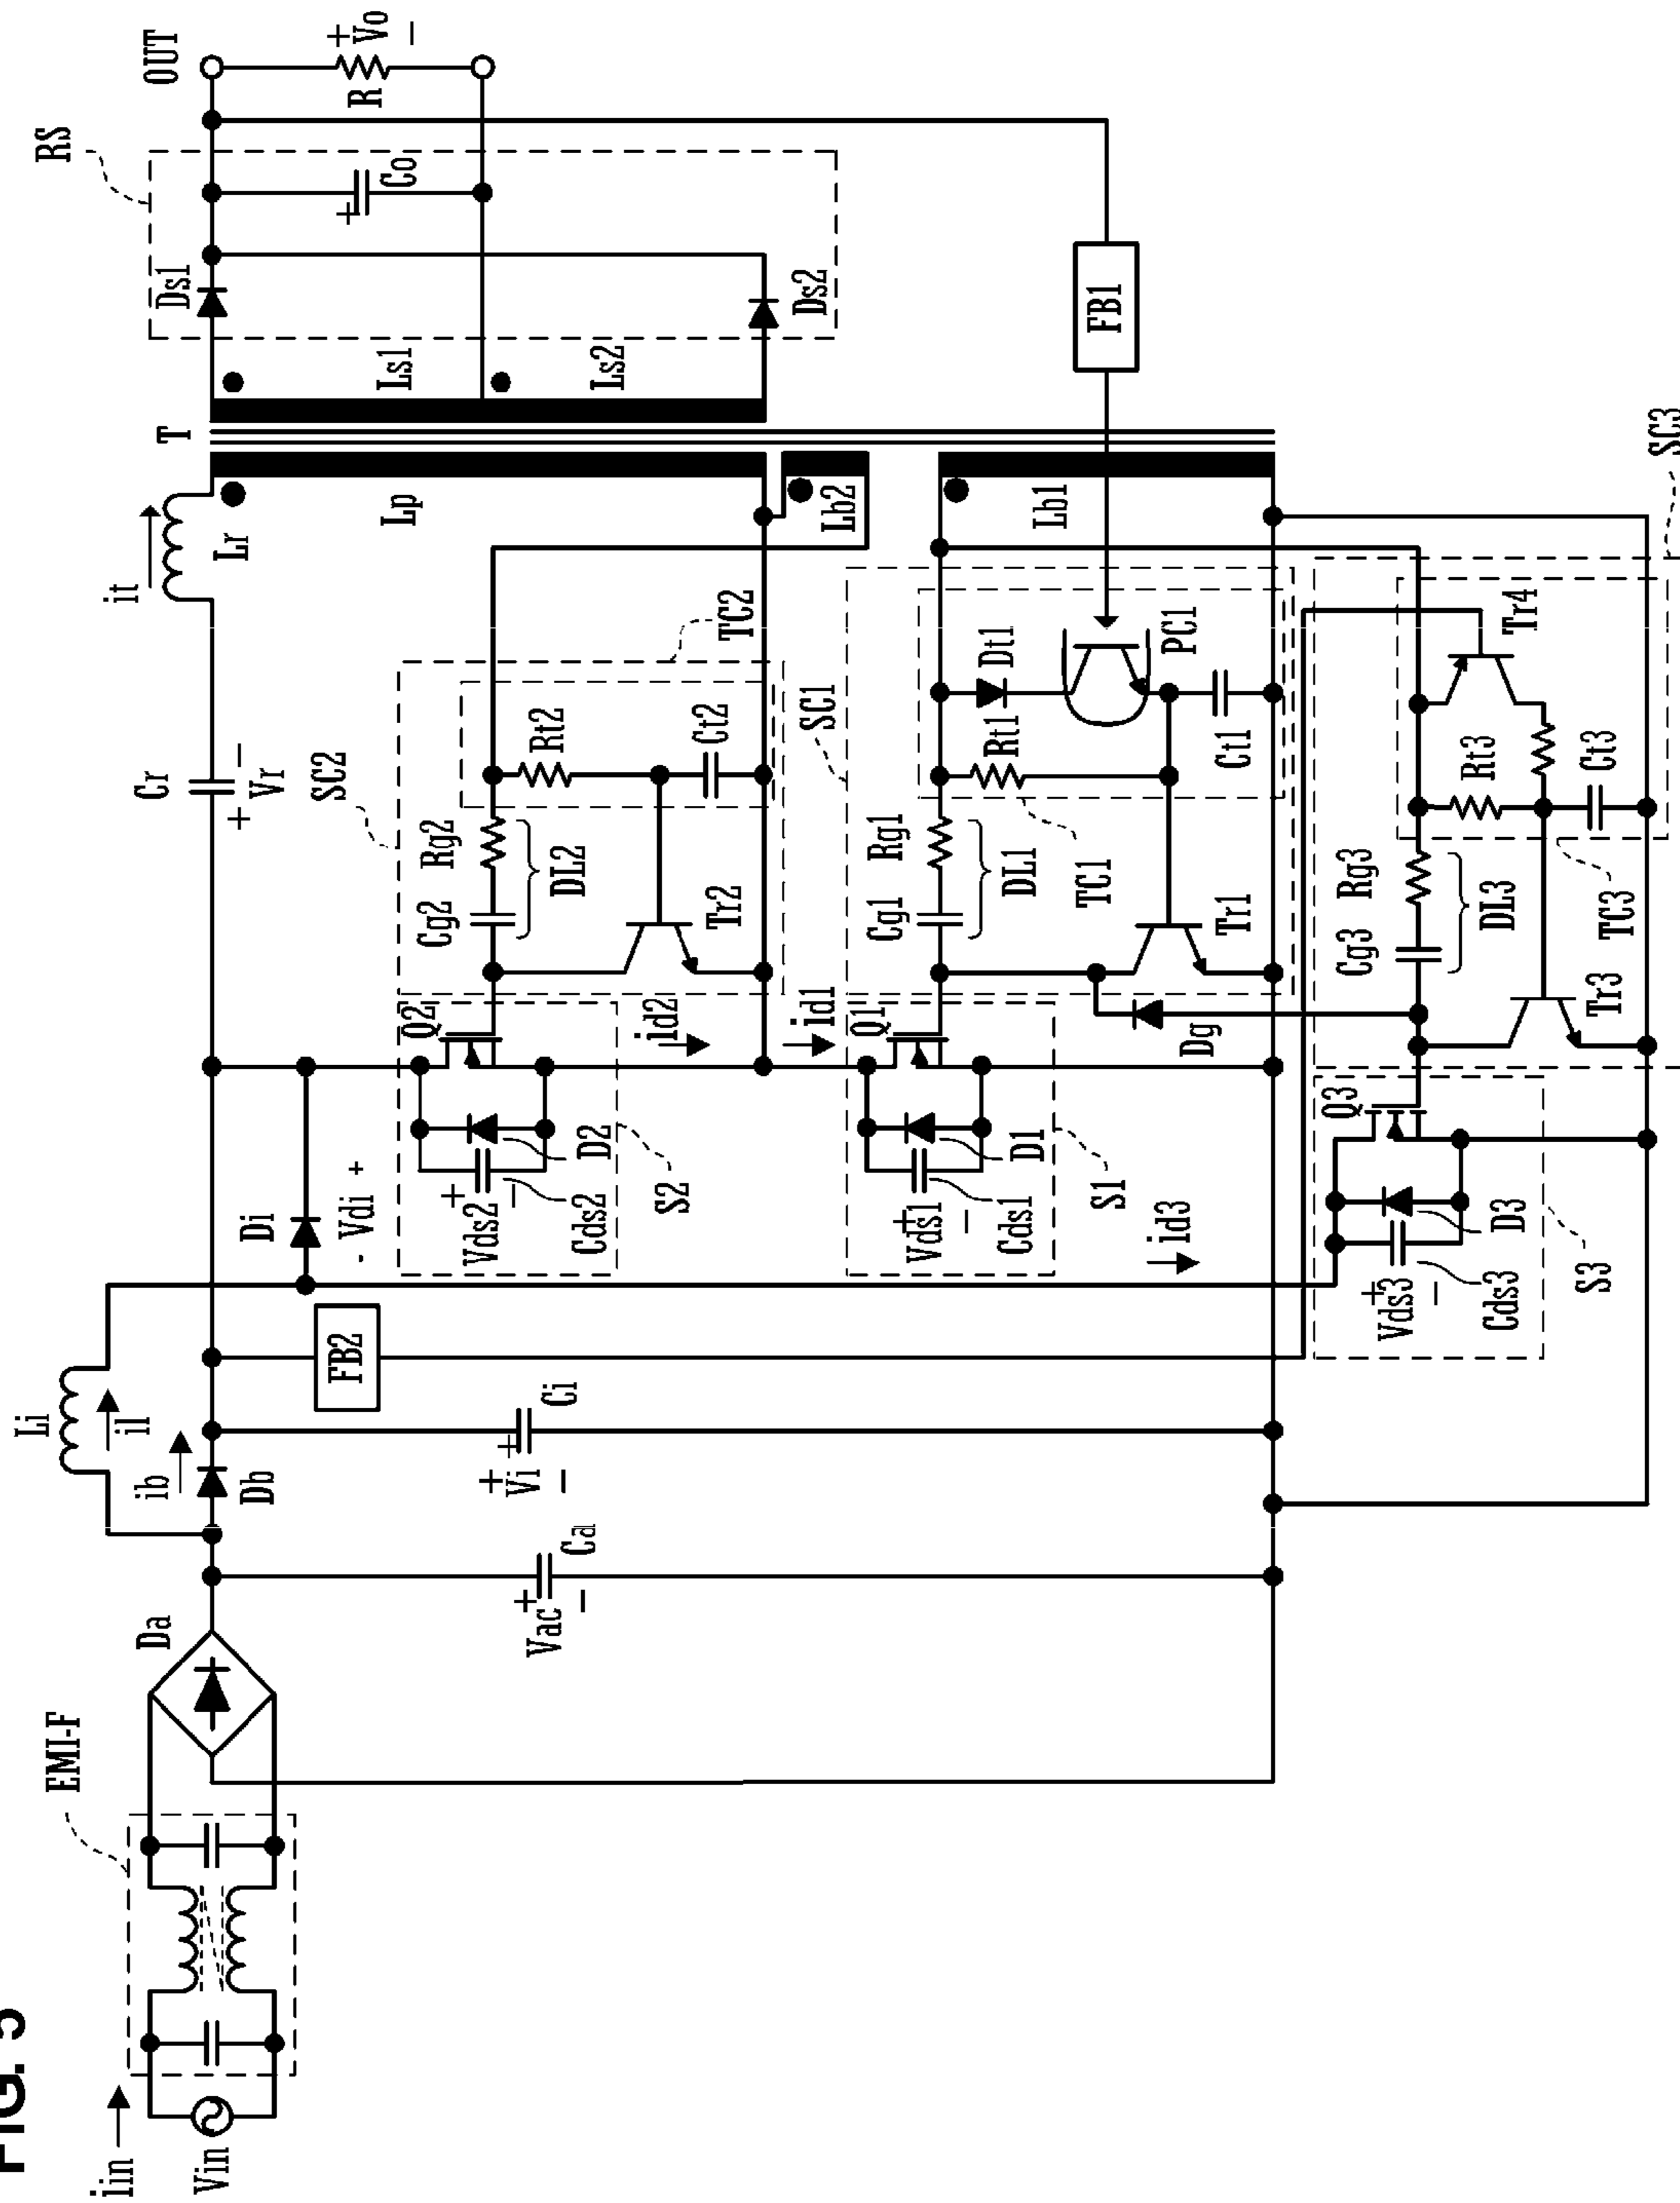 FIG. 5
iin
Vin
EMI-F
Da
+
Vac
−
Ca
ib
Db
Li
il
+
+
Vi
−
Ci
FB2
Di
- Vdi +
Cr
+ Vr −
it
Lr
T
Lp
Lb2
Lb1
Ls1
Ls2
RS
Ds1
Ds2
+
Co
OUT
R
+
Vo
−
FB1
SC2
Cg2
Rg2
DL2
Rt2
Ct2
TC2
Tr2
Q2
+
Vds2
−
Cds2
D2
S2
id2
id1
SC1
Cg1
Rg1
DL1
TC1
Rt1
Dt1
PC1
Ct1
Tr1
Dg
Q1
+
Vds1
−
Cds1
D1
S1
id3
Q3
+
Vds3
−
Cds3
D3
S3
Cg3
Rg3
DL3
TC3
Rt3
Ct3
Tr3
Tr4
SC3